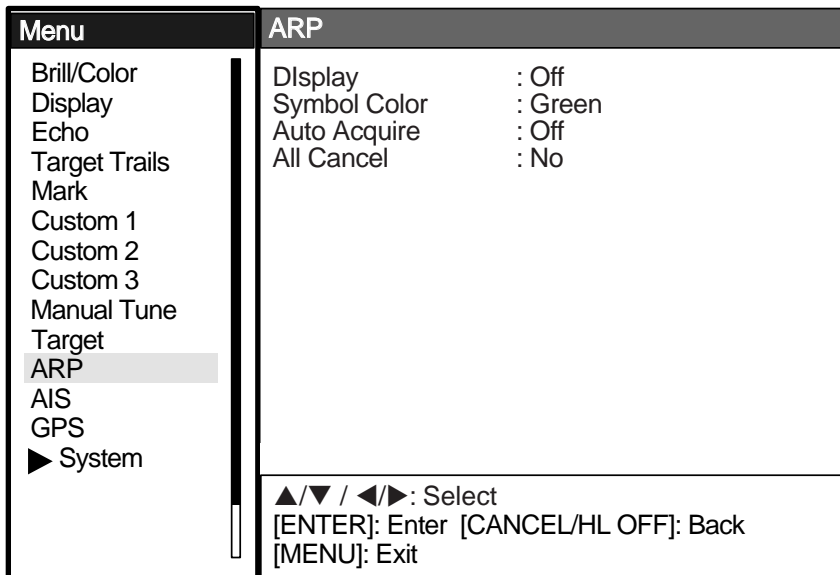 Menu
Brill/Color
Display
Echo
Target Trails
Mark
Custom 1
Custom 2
Custom 3
Manual Tune
Target
ARP
AIS
GPS
▶ System
ARP
DIsplay : Off
Symbol Color : Green
Auto Acquire : Off
All Cancel : No
▲/▼ / ◀/▶: Select
[ENTER]: Enter [CANCEL/HL OFF]: Back
[MENU]: Exit